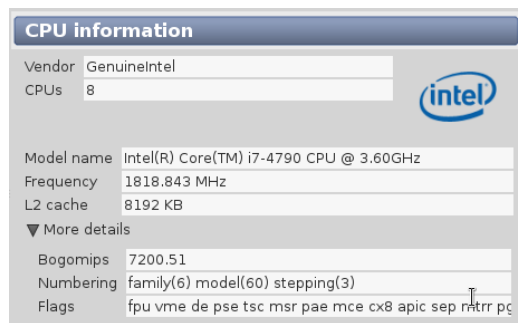 CPU information
Vendor GenuineIntel
CPUs 8
intel
Model name Intel(R) Core(TM) i7-4790 CPU @ 3.60GHz
Frequency 1818.843 MHz
L2 cache 8192 KB
More details
Bogomips 7200.51
Numbering family(6) model(60) stepping(3)
Flags fpu vme de pse tsc msr pae mce cx8 apic sep mtrr pg